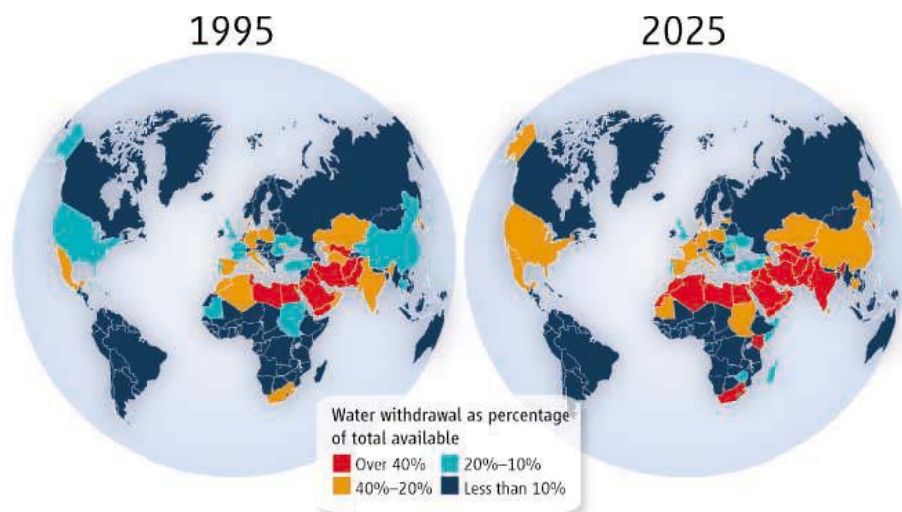 1995
2025
Water withdrawal as percentage
of total available
Over 40%
20%–10%
40%–20%
Less than 10%